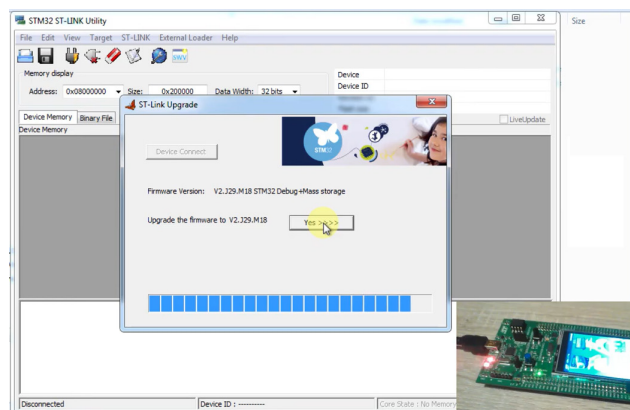 STM32 ST-LINK Utility
File Edit View Target ST-LINK External Loader Help
SWV
Memory display
Address: 0x08000000 Size: 0x200000 Data Width: 32 bits
Device
Device ID
Device Memory Binary File
LiveUpdate
Device Memory
Size
ST-Link Upgrade
Device Connect
STM32
Firmware Version: V2.J29.M18 STM32 Debug+Mass storage
Upgrade the firmware to V2.J29.M18
Yes >>>>
Disconnected
Device ID : ----------
Core State : No Memory